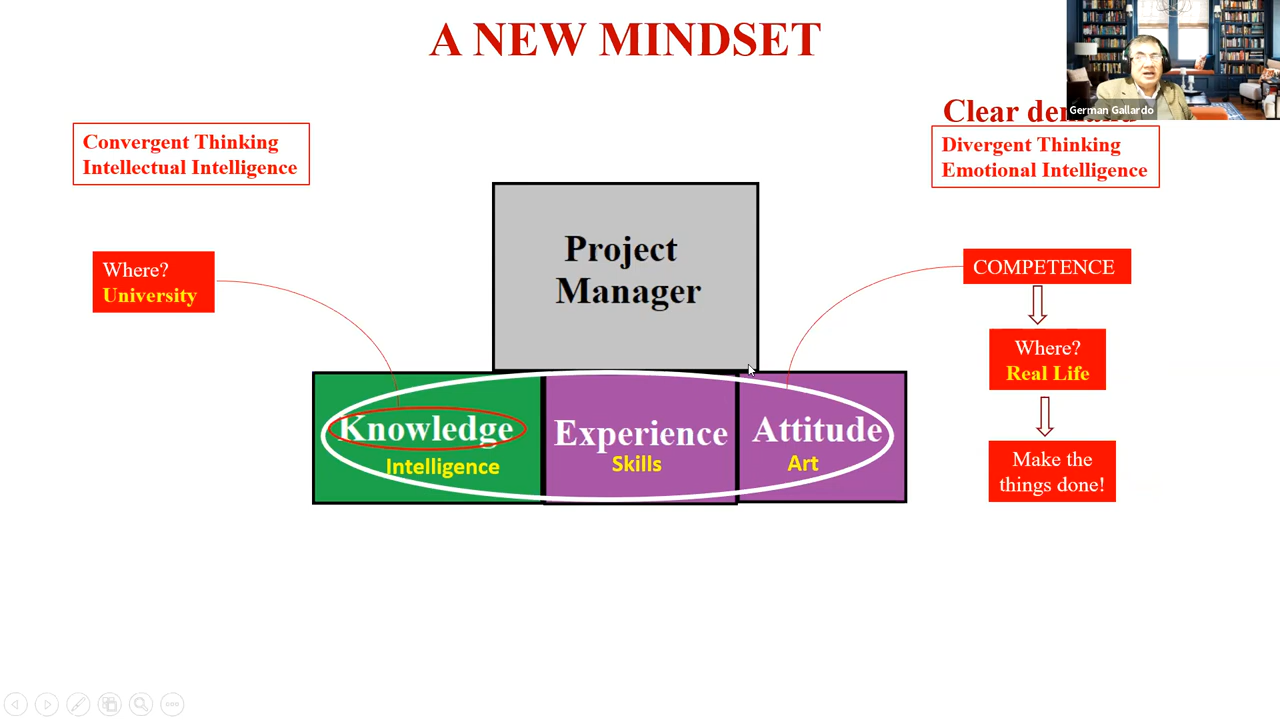 A NEW MINDSET
German Gallardo
Clear
Convergent Thinking
Intellectual Intelligence
Divergent Thinking
Emotional Intelligence
Project
Manager
Where?
University
COMPETENCE
Where?
Real Life
Knowledge
Intelligence
Experience
Skills
Attitude
Art
Make the
things done!